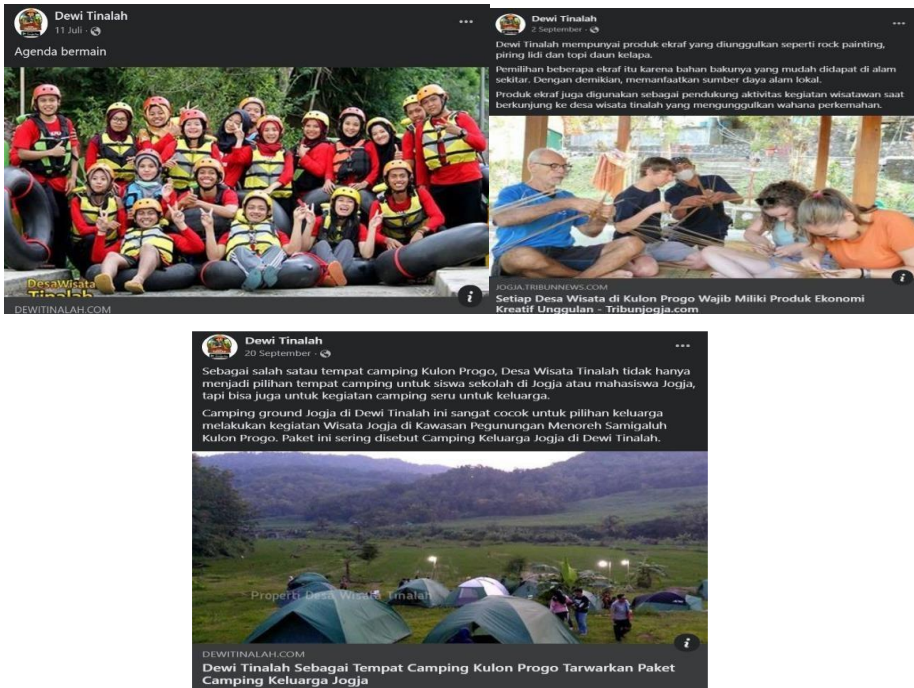 Dewi Tinalah
11 Juli ·
Agenda bermain
DesaWisata
Tinalah
DEWITINALAH.COM
Dewi Tinalah
2 September ·
Dewi Tinalah mempunyai produk ekraf yang diunggulkan seperti rock painting,
piring lidi dan topi daun kelapa.
Pemilihan beberapa ekraf itu karena bahan bakunya yang mudah didapat di alam
sekitar. Dengan demikian, memanfaatkan sumber daya alam lokal.
Produk ekraf juga digunakan sebagai pendukung aktivitas kegiatan wisatawan saat
berkunjung ke desa wisata tinalah yang mengunggulkan wahana perkemahan.
JOGJA.TRIBUNNEWS.COM
Setiap Desa Wisata di Kulon Progo Wajib Miliki Produk Ekonomi
Kreatif Unggulan - Tribunjogja.com
Dewi Tinalah
20 September ·
Sebagai salah satau tempat camping Kulon Progo, Desa Wisata Tinalah tidak hanya
menjadi pilihan tempat camping untuk siswa sekolah di Jogja atau mahasiswa Jogja,
tapi bisa juga untuk kegiatan camping seru untuk keluarga.
Camping ground Jogja di Dewi Tinalah ini sangat cocok untuk pilihan keluarga
melakukan kegiatan Wisata Jogja di Kawasan Pegunungan Menoreh Samigaluh
Kulon Progo. Paket ini sering disebut Camping Keluarga Jogja di Dewi Tinalah.
Properti Desa Wisata Tinalah
DEWITINALAH.COM
Dewi Tinalah Sebagai Tempat Camping Kulon Progo Tarwarkan Paket
Camping Keluarga Jogja